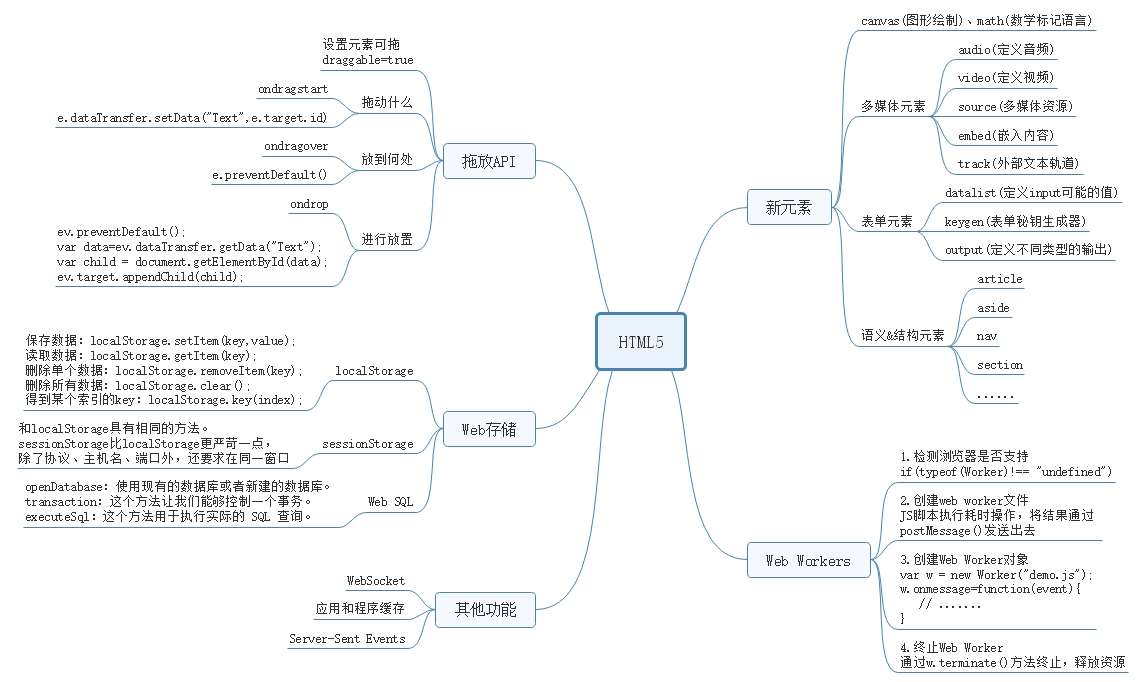 HTML5
拖放API
设置元素可拖
draggable=true
拖动什么
ondragstart
e.dataTransfer.setData("Text",e.target.id)
放到何处
ondragover
e.preventDefault()
进行放置
ondrop
ev.preventDefault();
var data=ev.dataTransfer.getData("Text");
var child = document.getElementById(data);
ev.target.appendChild(child);
Web存储
localStorage
保存数据：localStorage.setItem(key,value);
读取数据：localStorage.getItem(key);
删除单个数据：localStorage.removeItem(key);
删除所有数据：localStorage.clear();
得到某个索引的key：localStorage.key(index);
sessionStorage
和localStorage具有相同的方法。
sessionStorage比localStorage更严苛一点，
除了协议、主机名、端口外，还要求在同一窗口
Web SQL
openDatabase：使用现有的数据库或者新建的数据库。
transaction：这个方法让我们能够控制一个事务。
executeSql：这个方法用于执行实际的 SQL 查询。
其他功能
WebSocket
应用和程序缓存
Server-Sent Events
新元素
canvas(图形绘制)、math(数学标记语言)
多媒体元素
audio(定义音频)
video(定义视频)
source(多媒体资源)
embed(嵌入内容)
track(外部文本轨道)
表单元素
datalist(定义input可能的值)
keygen(表单秘钥生成器)
output(定义不同类型的输出)
语义&结构元素
article
aside
nav
section
......
Web Workers
1.检测浏览器是否支持
if(typeof(Worker)!== "undefined")
2.创建web worker文件
JS脚本执行耗时操作，将结果通过
postMessage()发送出去
3.创建Web Worker对象
var w = new Worker("demo.js");
w.onmessage=function(event){
// .......
}
4.终止Web Worker
通过w.terminate()方法终止，释放资源